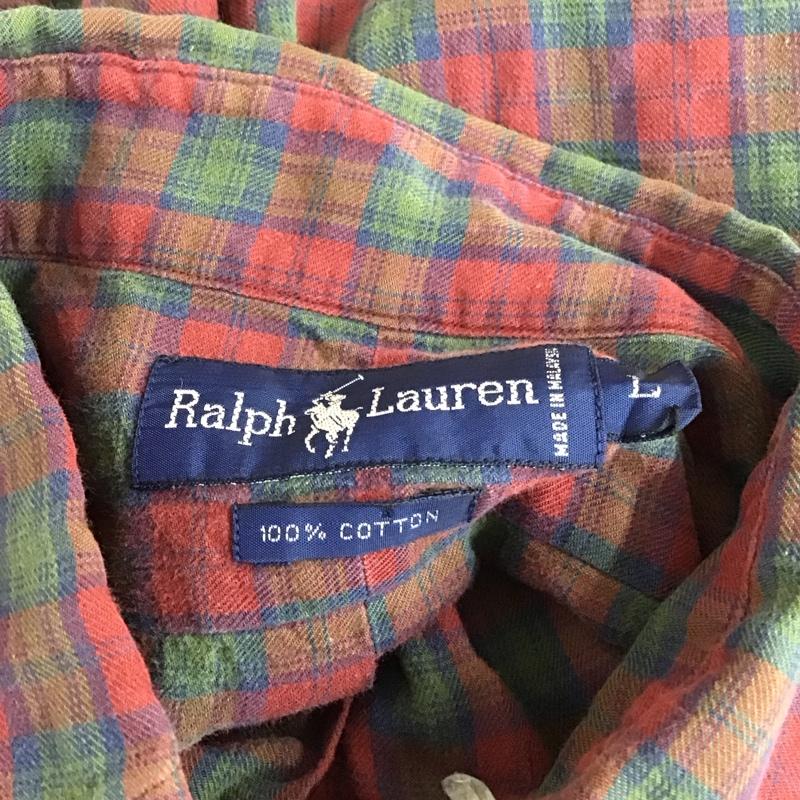 Ralph Lauren
MADE IN MALAYSIA
L
100% COTTON